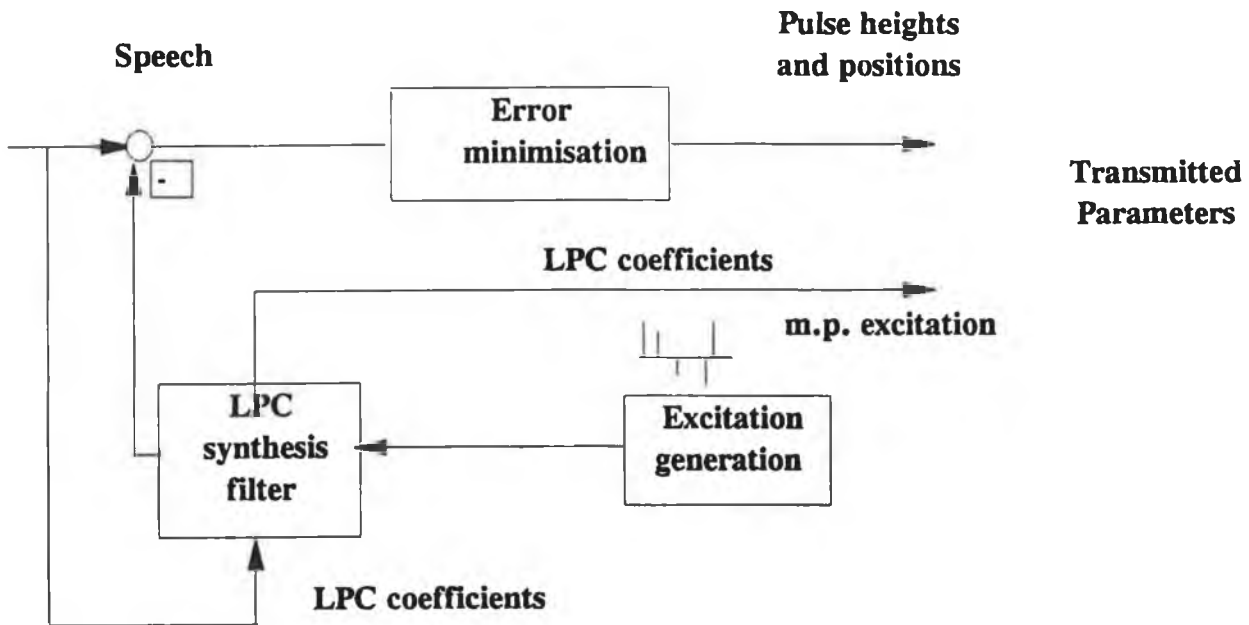 Pulse heights
and positions
Speech
Error
minimisation
-
Transmitted
Parameters
LPC coefficients
m.p. excitation
LPC
synthesis
filter
Excitation
generation
LPC coefficients